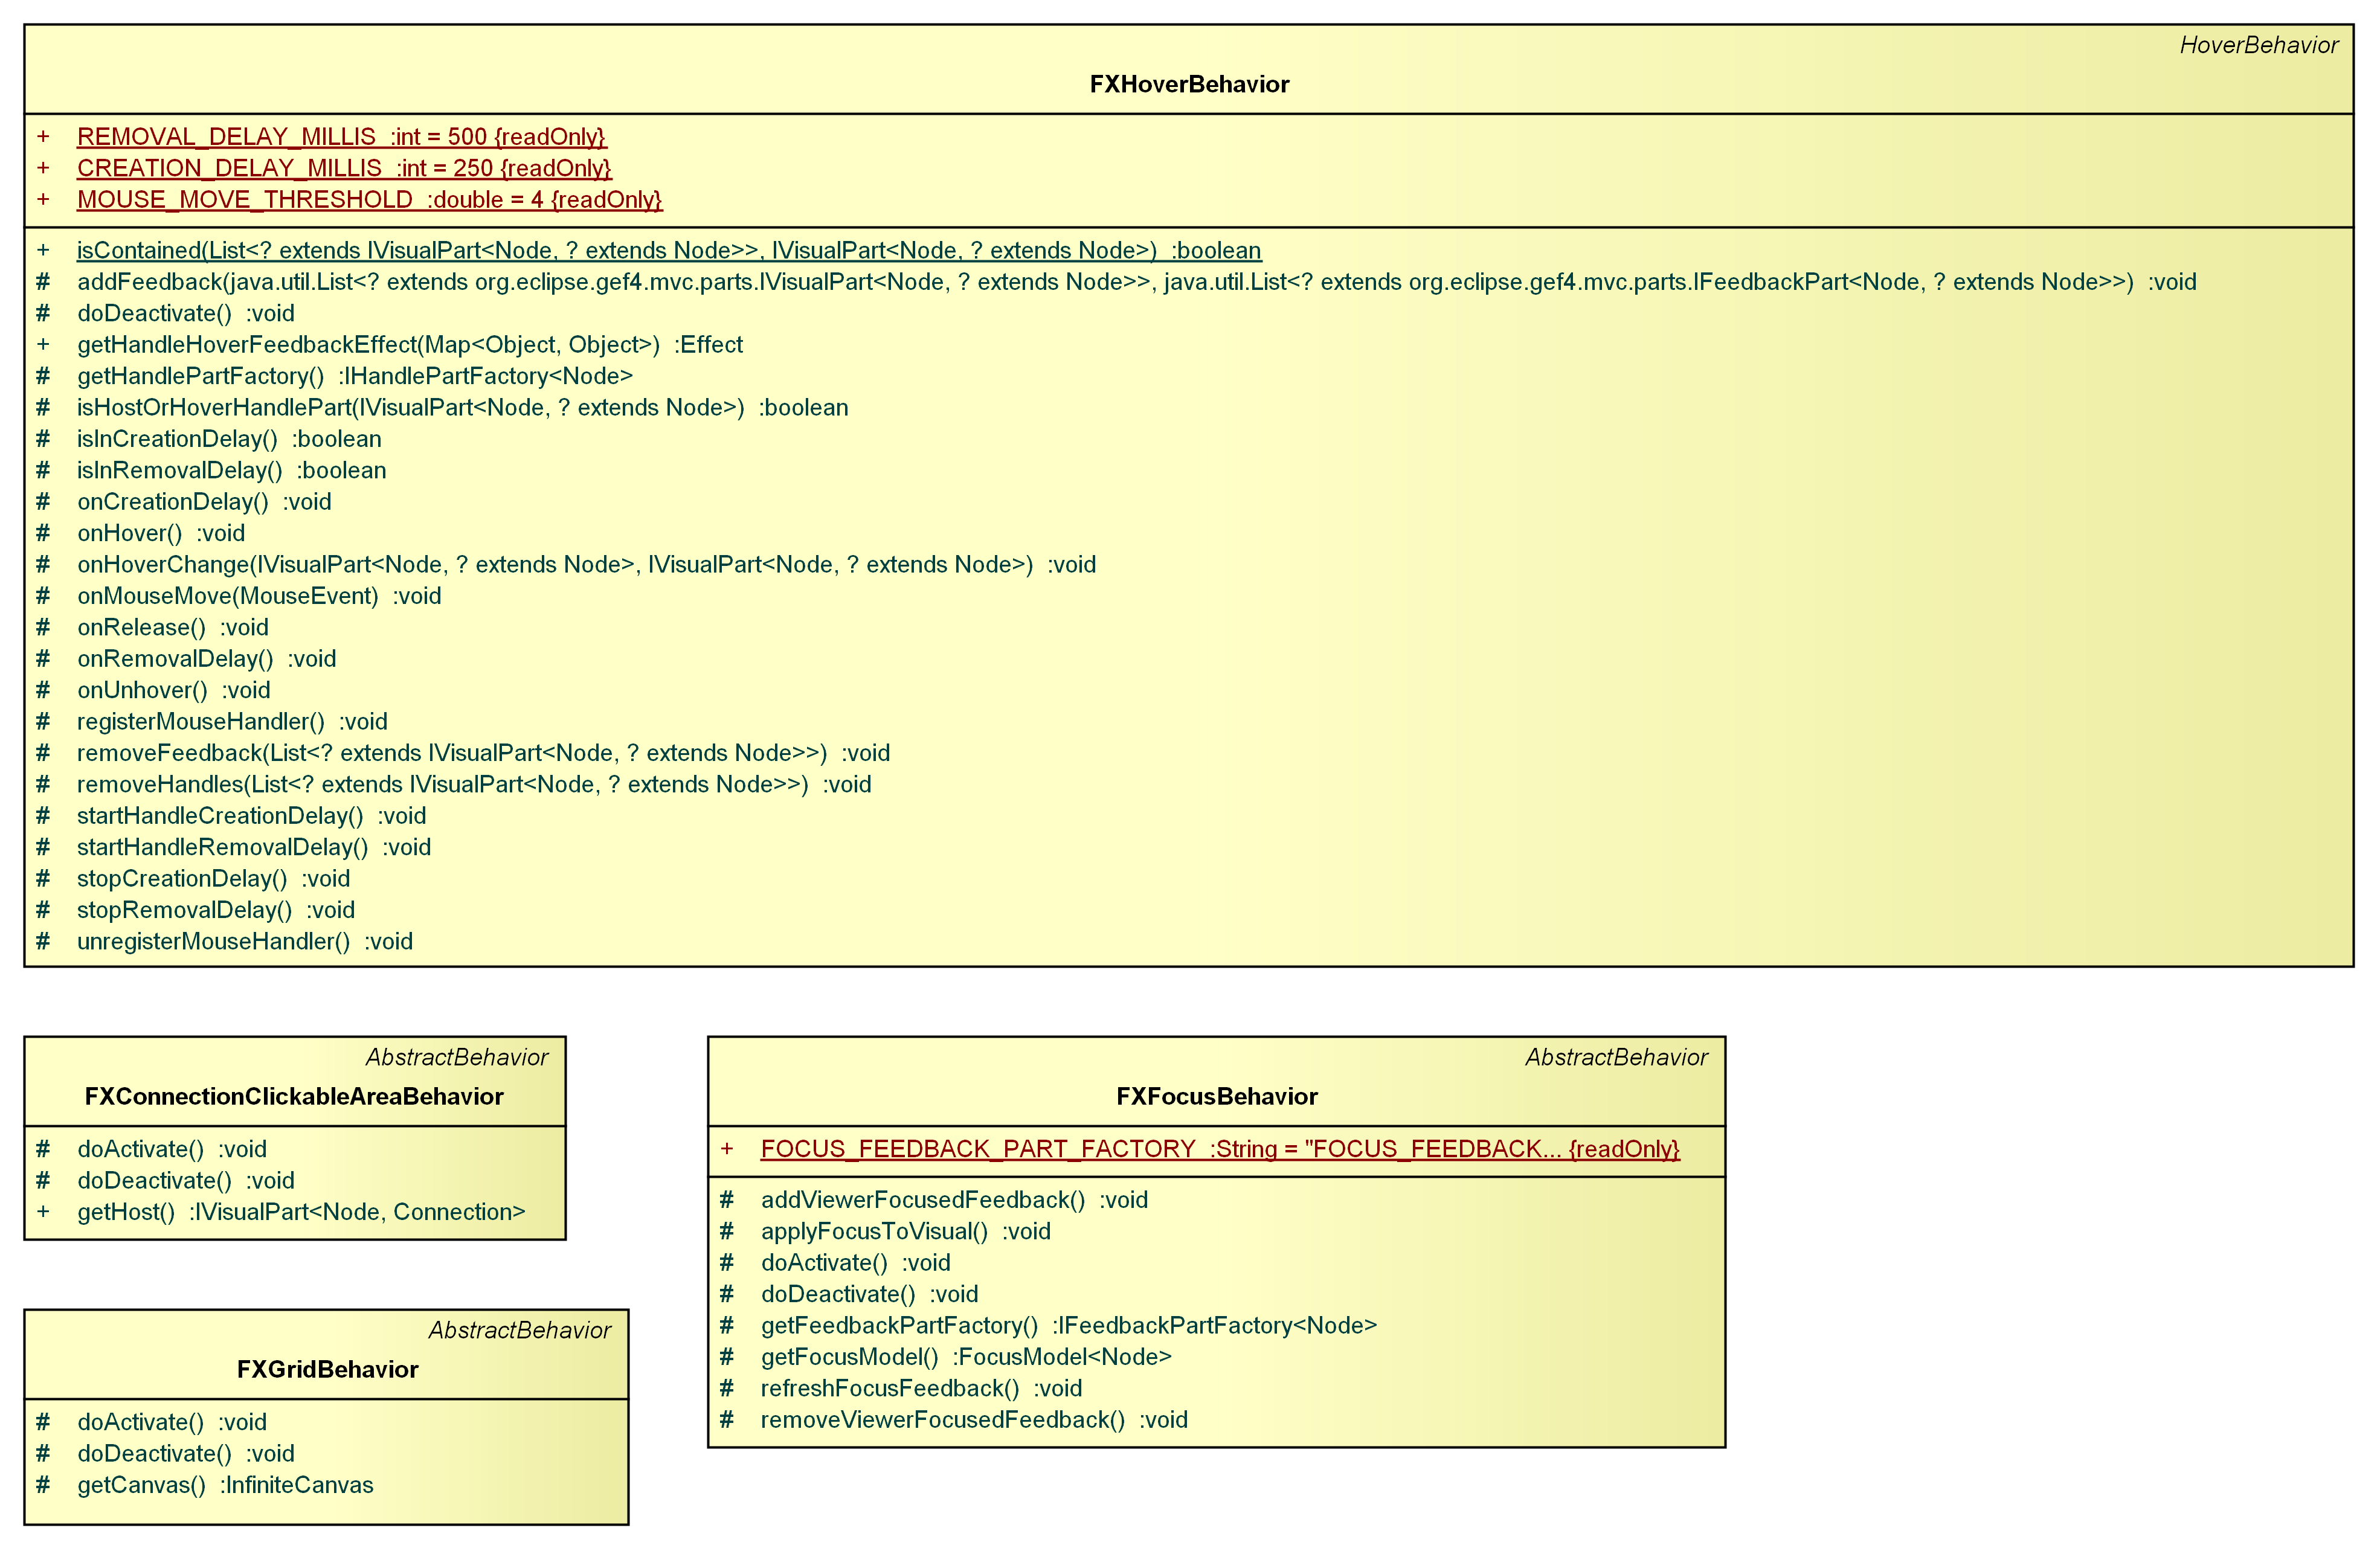 HoverBehavior
FXHoverBehavior
+ REMOVAL_DELAY_MILLIS :int = 500 {readOnly}
+ CREATION_DELAY_MILLIS :int = 250 {readOnly}
+ MOUSE_MOVE_THRESHOLD :double = 4 {readOnly}
+ isContained(List<? extends IVisualPart<Node, ? extends Node>>, IVisualPart<Node, ? extends Node>) :boolean
# addFeedback(java.util.List<? extends org.eclipse.gef4.mvc.parts.IVisualPart<Node, ? extends Node>>, java.util.List<? extends org.eclipse.gef4.mvc.parts.IFeedbackPart<Node, ? extends Node>>) :void
# doDeactivate() :void
+ getHandleHoverFeedbackEffect(Map<Object, Object>) :Effect
# getHandlePartFactory() :IHandlePartFactory<Node>
# isHostOrHoverHandlePart(IVisualPart<Node, ? extends Node>) :boolean
# isInCreationDelay() :boolean
# isInRemovalDelay() :boolean
# onCreationDelay() :void
# onHover() :void
# onHoverChange(IVisualPart<Node, ? extends Node>, IVisualPart<Node, ? extends Node>) :void
# onMouseMove(MouseEvent) :void
# onRelease() :void
# onRemovalDelay() :void
# onUnhover() :void
# registerMouseHandler() :void
# removeFeedback(List<? extends IVisualPart<Node, ? extends Node>>) :void
# removeHandles(List<? extends IVisualPart<Node, ? extends Node>>) :void
# startHandleCreationDelay() :void
# startHandleRemovalDelay() :void
# stopCreationDelay() :void
# stopRemovalDelay() :void
# unregisterMouseHandler() :void
AbstractBehavior
FXConnectionClickableAreaBehavior
# doActivate() :void
# doDeactivate() :void
+ getHost() :IVisualPart<Node, Connection>
AbstractBehavior
FXFocusBehavior
+ FOCUS_FEEDBACK_PART_FACTORY :String = "FOCUS_FEEDBACK... {readOnly}
# addViewerFocusedFeedback() :void
# applyFocusToVisual() :void
# doActivate() :void
# doDeactivate() :void
# getFeedbackPartFactory() :IFeedbackPartFactory<Node>
# getFocusModel() :FocusModel<Node>
# refreshFocusFeedback() :void
# removeViewerFocusedFeedback() :void
AbstractBehavior
FXGridBehavior
# doActivate() :void
# doDeactivate() :void
# getCanvas() :InfiniteCanvas